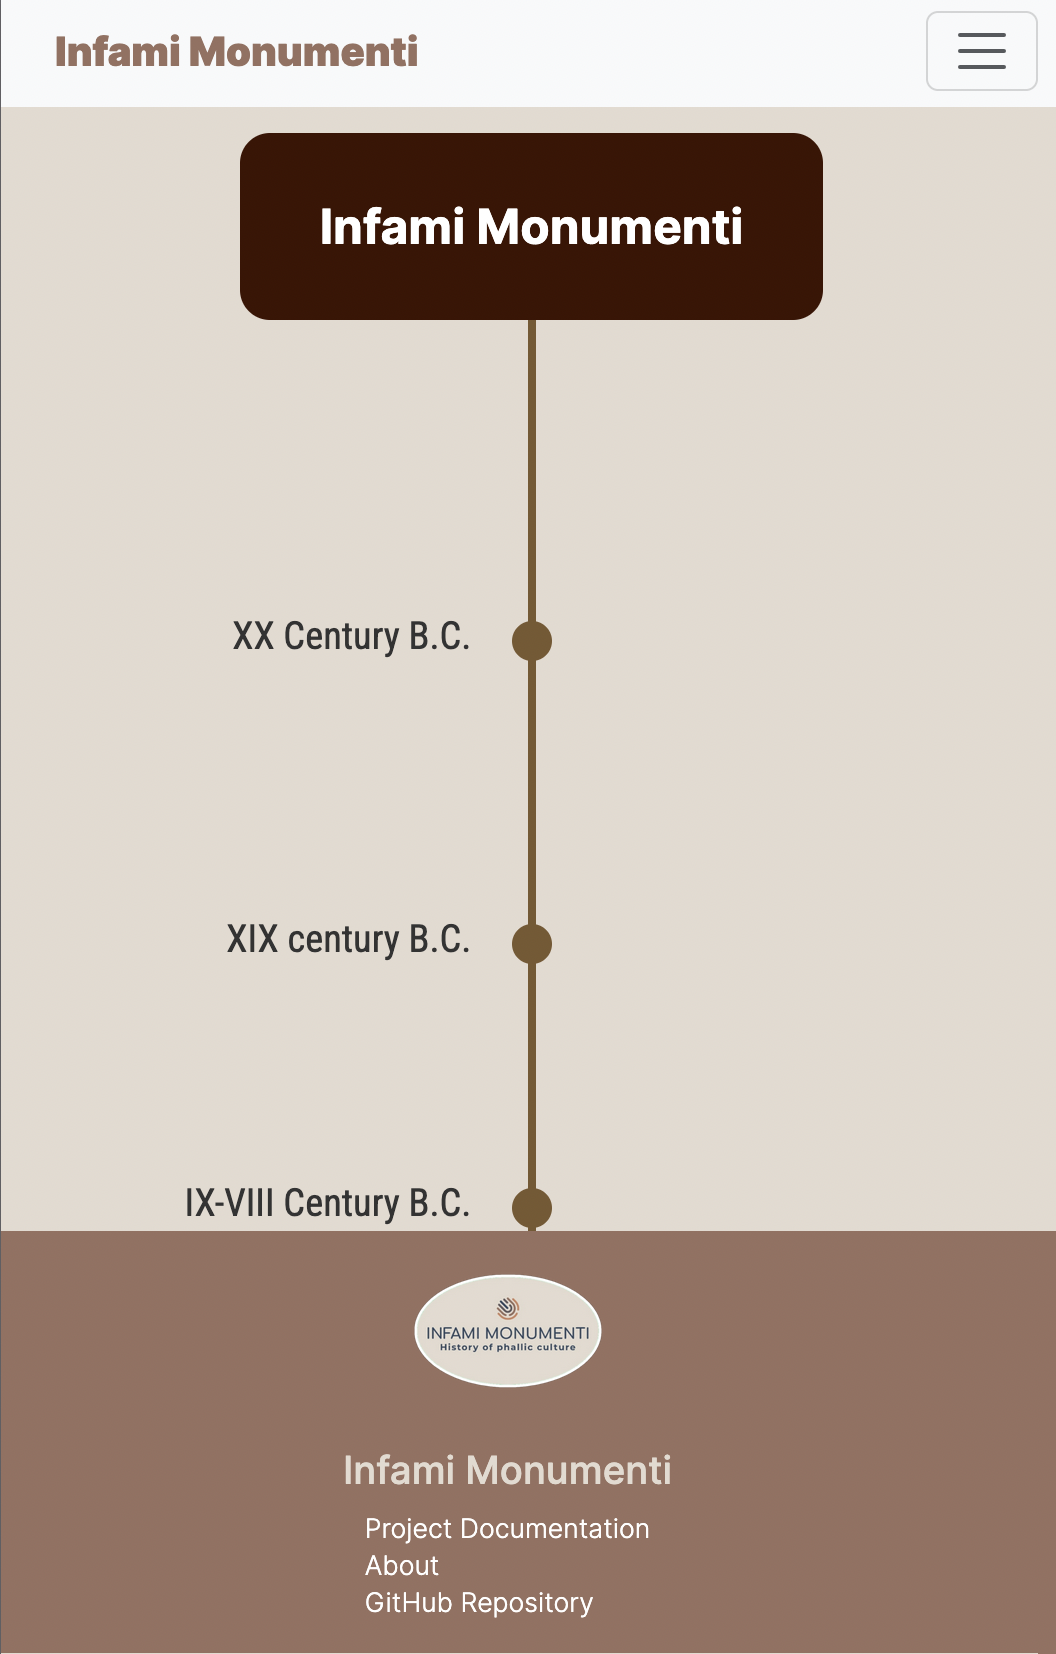 Infami Monumenti
Infami Monumenti
XX Century B.C.
XIX century B.C.
IX-VIII Century B.C.
INFAMI MONUMENTI
History of phallic culture
Infami Monumenti
Project Documentation
About
GitHub Repository